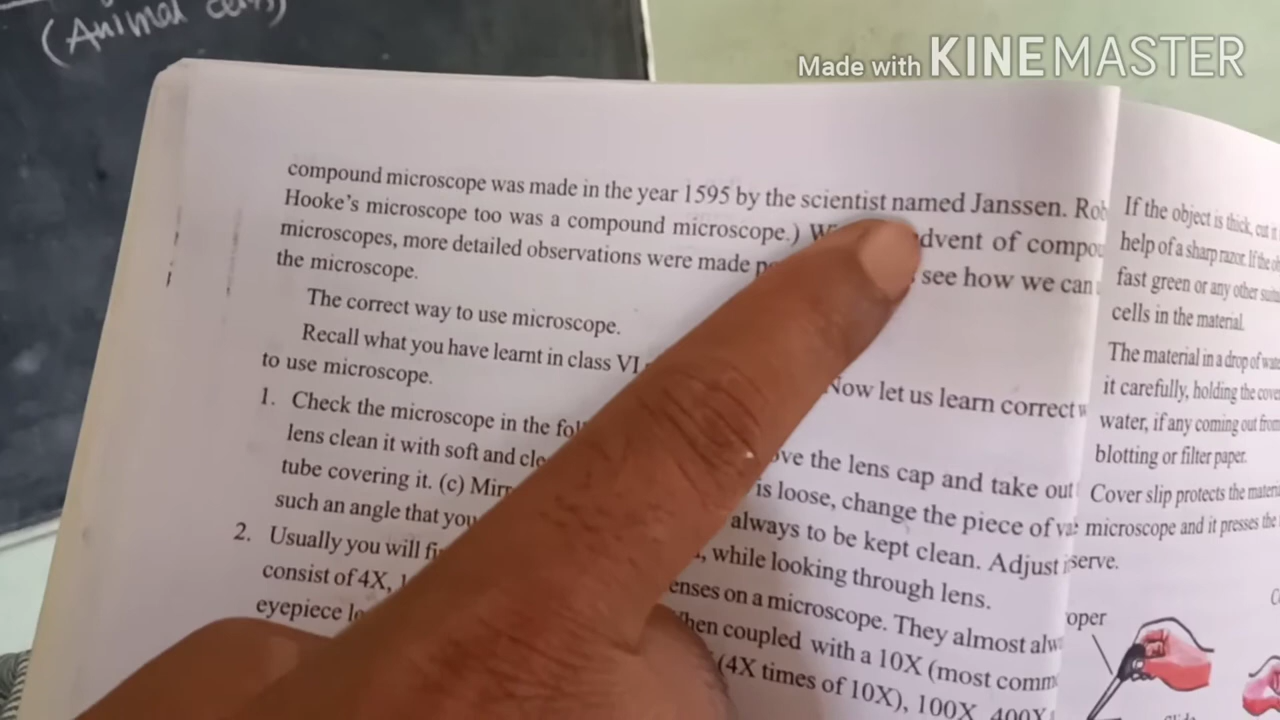 (Animal cells)
Made with KINEMASTER
compound microscope was made in the year 1595 by the scientist named Janssen. Rob
Hooke's microscope too was a compound microscope.) dvent of compou
microscopes, more detailed observations were made see how we can
the microscope.
The correct way to use microscope.
Recall what you have learnt in class VI Now let us learn correct
to use microscope.
1. Check the microscope in the fol ve the lens cap and take out
lens clean it with soft and cle is loose, change the piece of
tube covering it. (c) Mirr always to be kept clean. Adjust
such an angle that you , while looking through lens.
2. Usually you will fi enses on a microscope. They almost alw
consist of 4X, hen coupled with a 10X (most comm
eyepiece (4X times of 10X), 100X, 400X
If the object is thick, cut it
help of a sharp razor. If the ob
fast green or any other suita
cells in the material.
The material in a drop of wate
it carefully, holding the cove
water, if any coming out from
blotting or filter paper.
Cover slip protects the materi
microscope and it presses the
serve.
oper